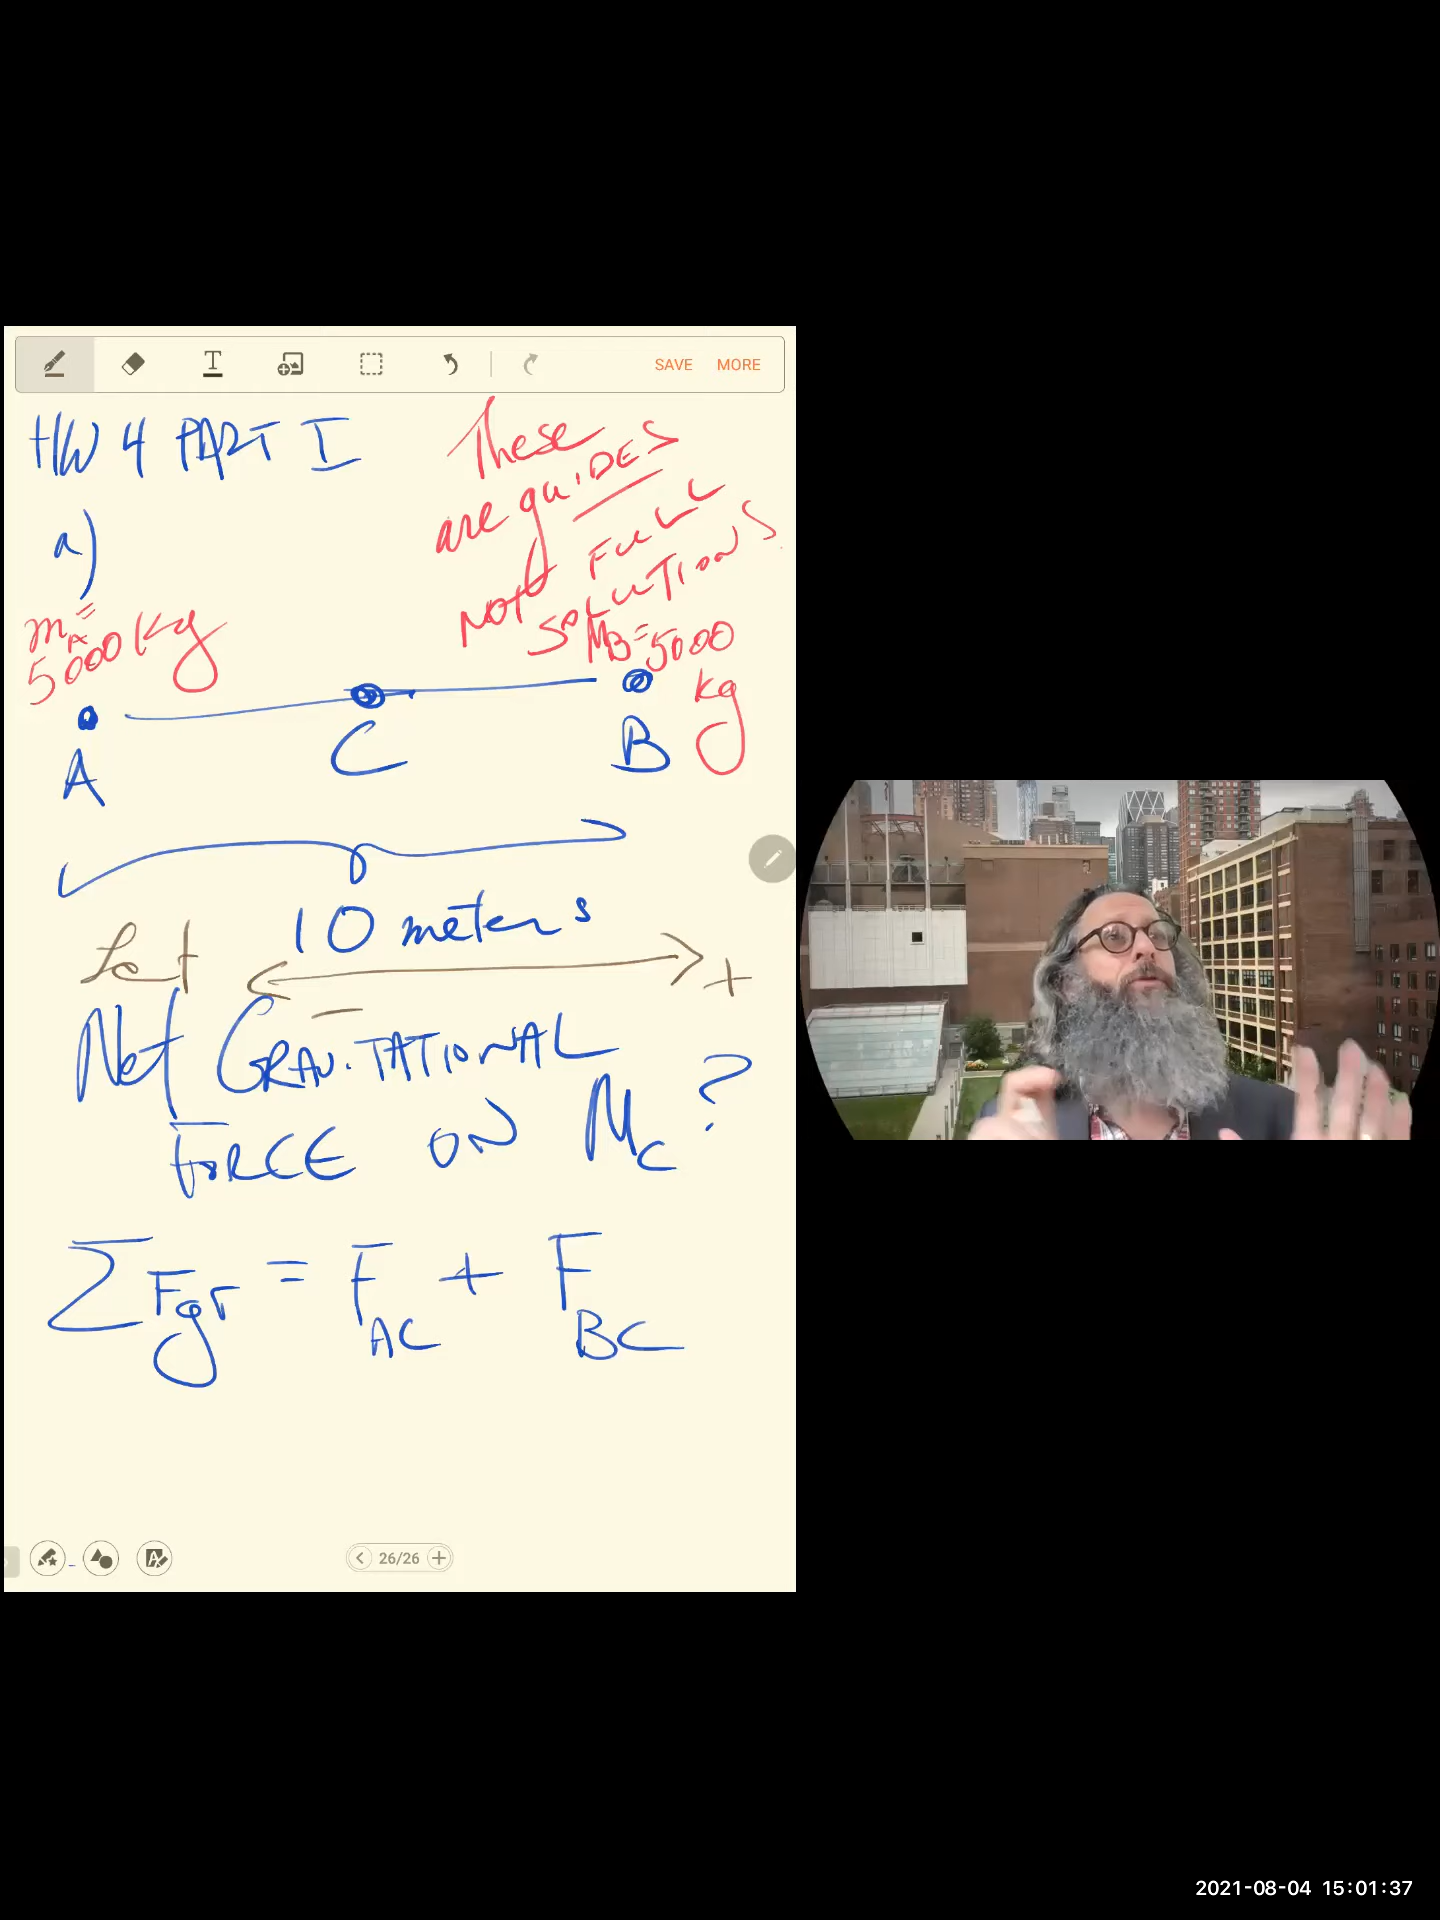 SAVE MORE
HW 4 PART I
These
are guIDES
Not FULL
SOLUTIONS
a)
mA =
5000 kg
MB = 5000
kg
A C B
10 meters
Let
- +
Net GRAVITATIONAL
FORCE ON MC ?
ΣFgr = FAC + FBC
26/26
2021-08-04 15:01:37